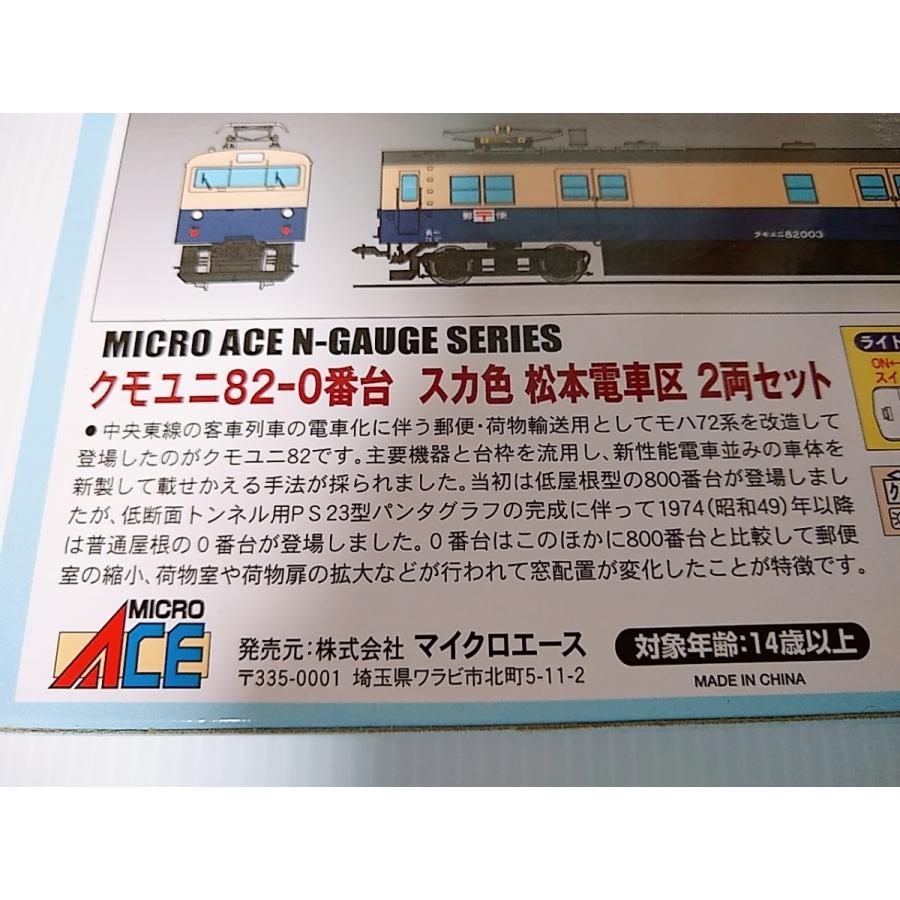 郵 〒 便
クモユニ82003
MICRO ACE N-GAUGE SERIES
クモユニ82-0番台 スカ色 松本電車区 2両セット
●中央東線の客車列車の電車化に伴う郵便・荷物輸送用としてモハ72系を改造して
登場したのがクモユニ82です。主要機器と台枠を流用し、新性能電車並みの車体を
新製して載せかえる手法が採られました。当初は低屋根型の800番台が登場しまし
たが、低断面トンネル用PS23型パンタグラフの完成に伴って1974(昭和49)年以降
は普通屋根の0番台が登場しました。0番台はこのほかに800番台と比較して郵便
室の縮小、荷物室や荷物扉の拡大などが行われて窓配置が変化したことが特徴です。
ライト
ON←
スイ
MICRO
ACE
発売元:株式会社 マイクロエース
〒335-0001 埼玉県ワラビ市北町5-11-2
対象年齢:14歳以上
MADE IN CHINA